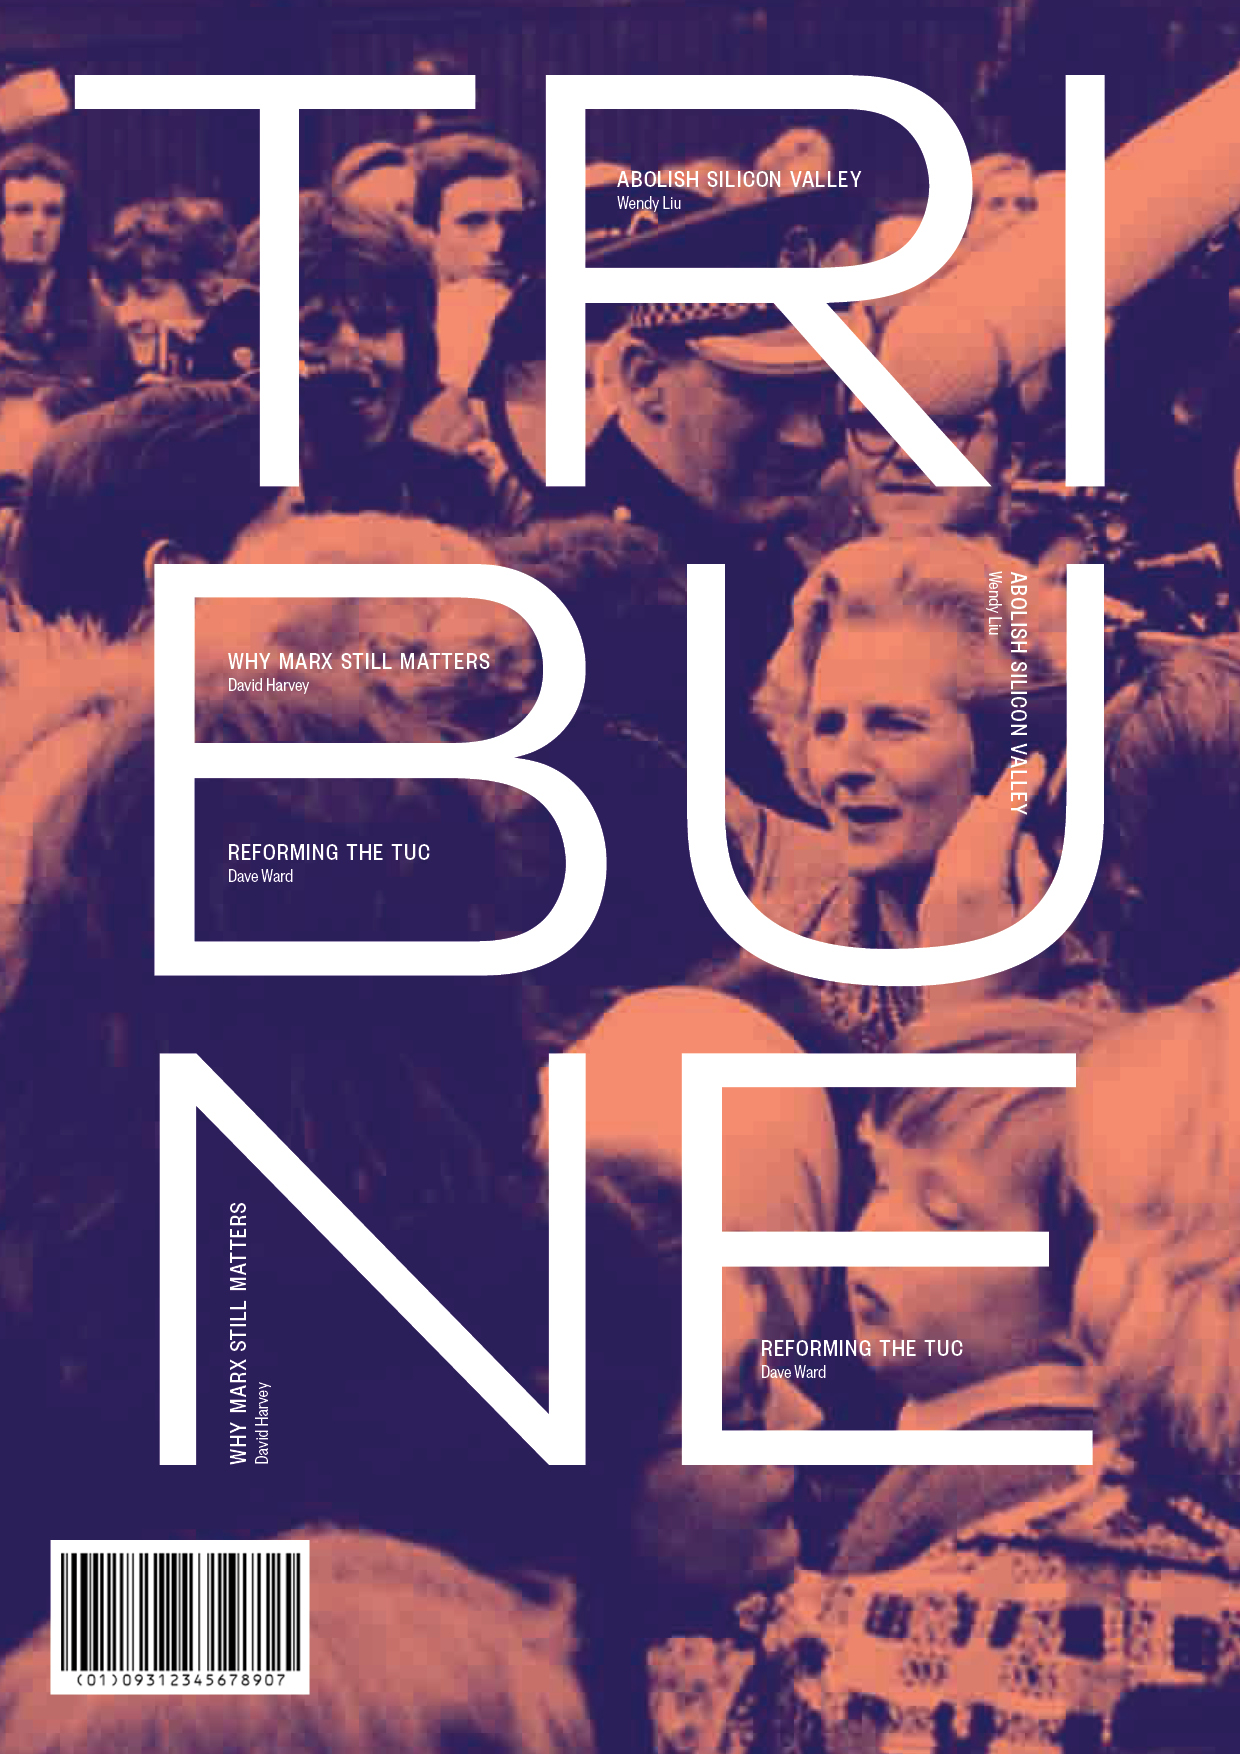 TRI
ABOLISH SILICON VALLEY
Wendy Liu
BU
WHY MARX STILL MATTERS
David Harvey
REFORMING THE TUC
Dave Ward
ABOLISH SILICON VALLEY
Wendy Liu
NE
WHY MARX STILL MATTERS
David Harvey
REFORMING THE TUC
Dave Ward
(01)09312345678907